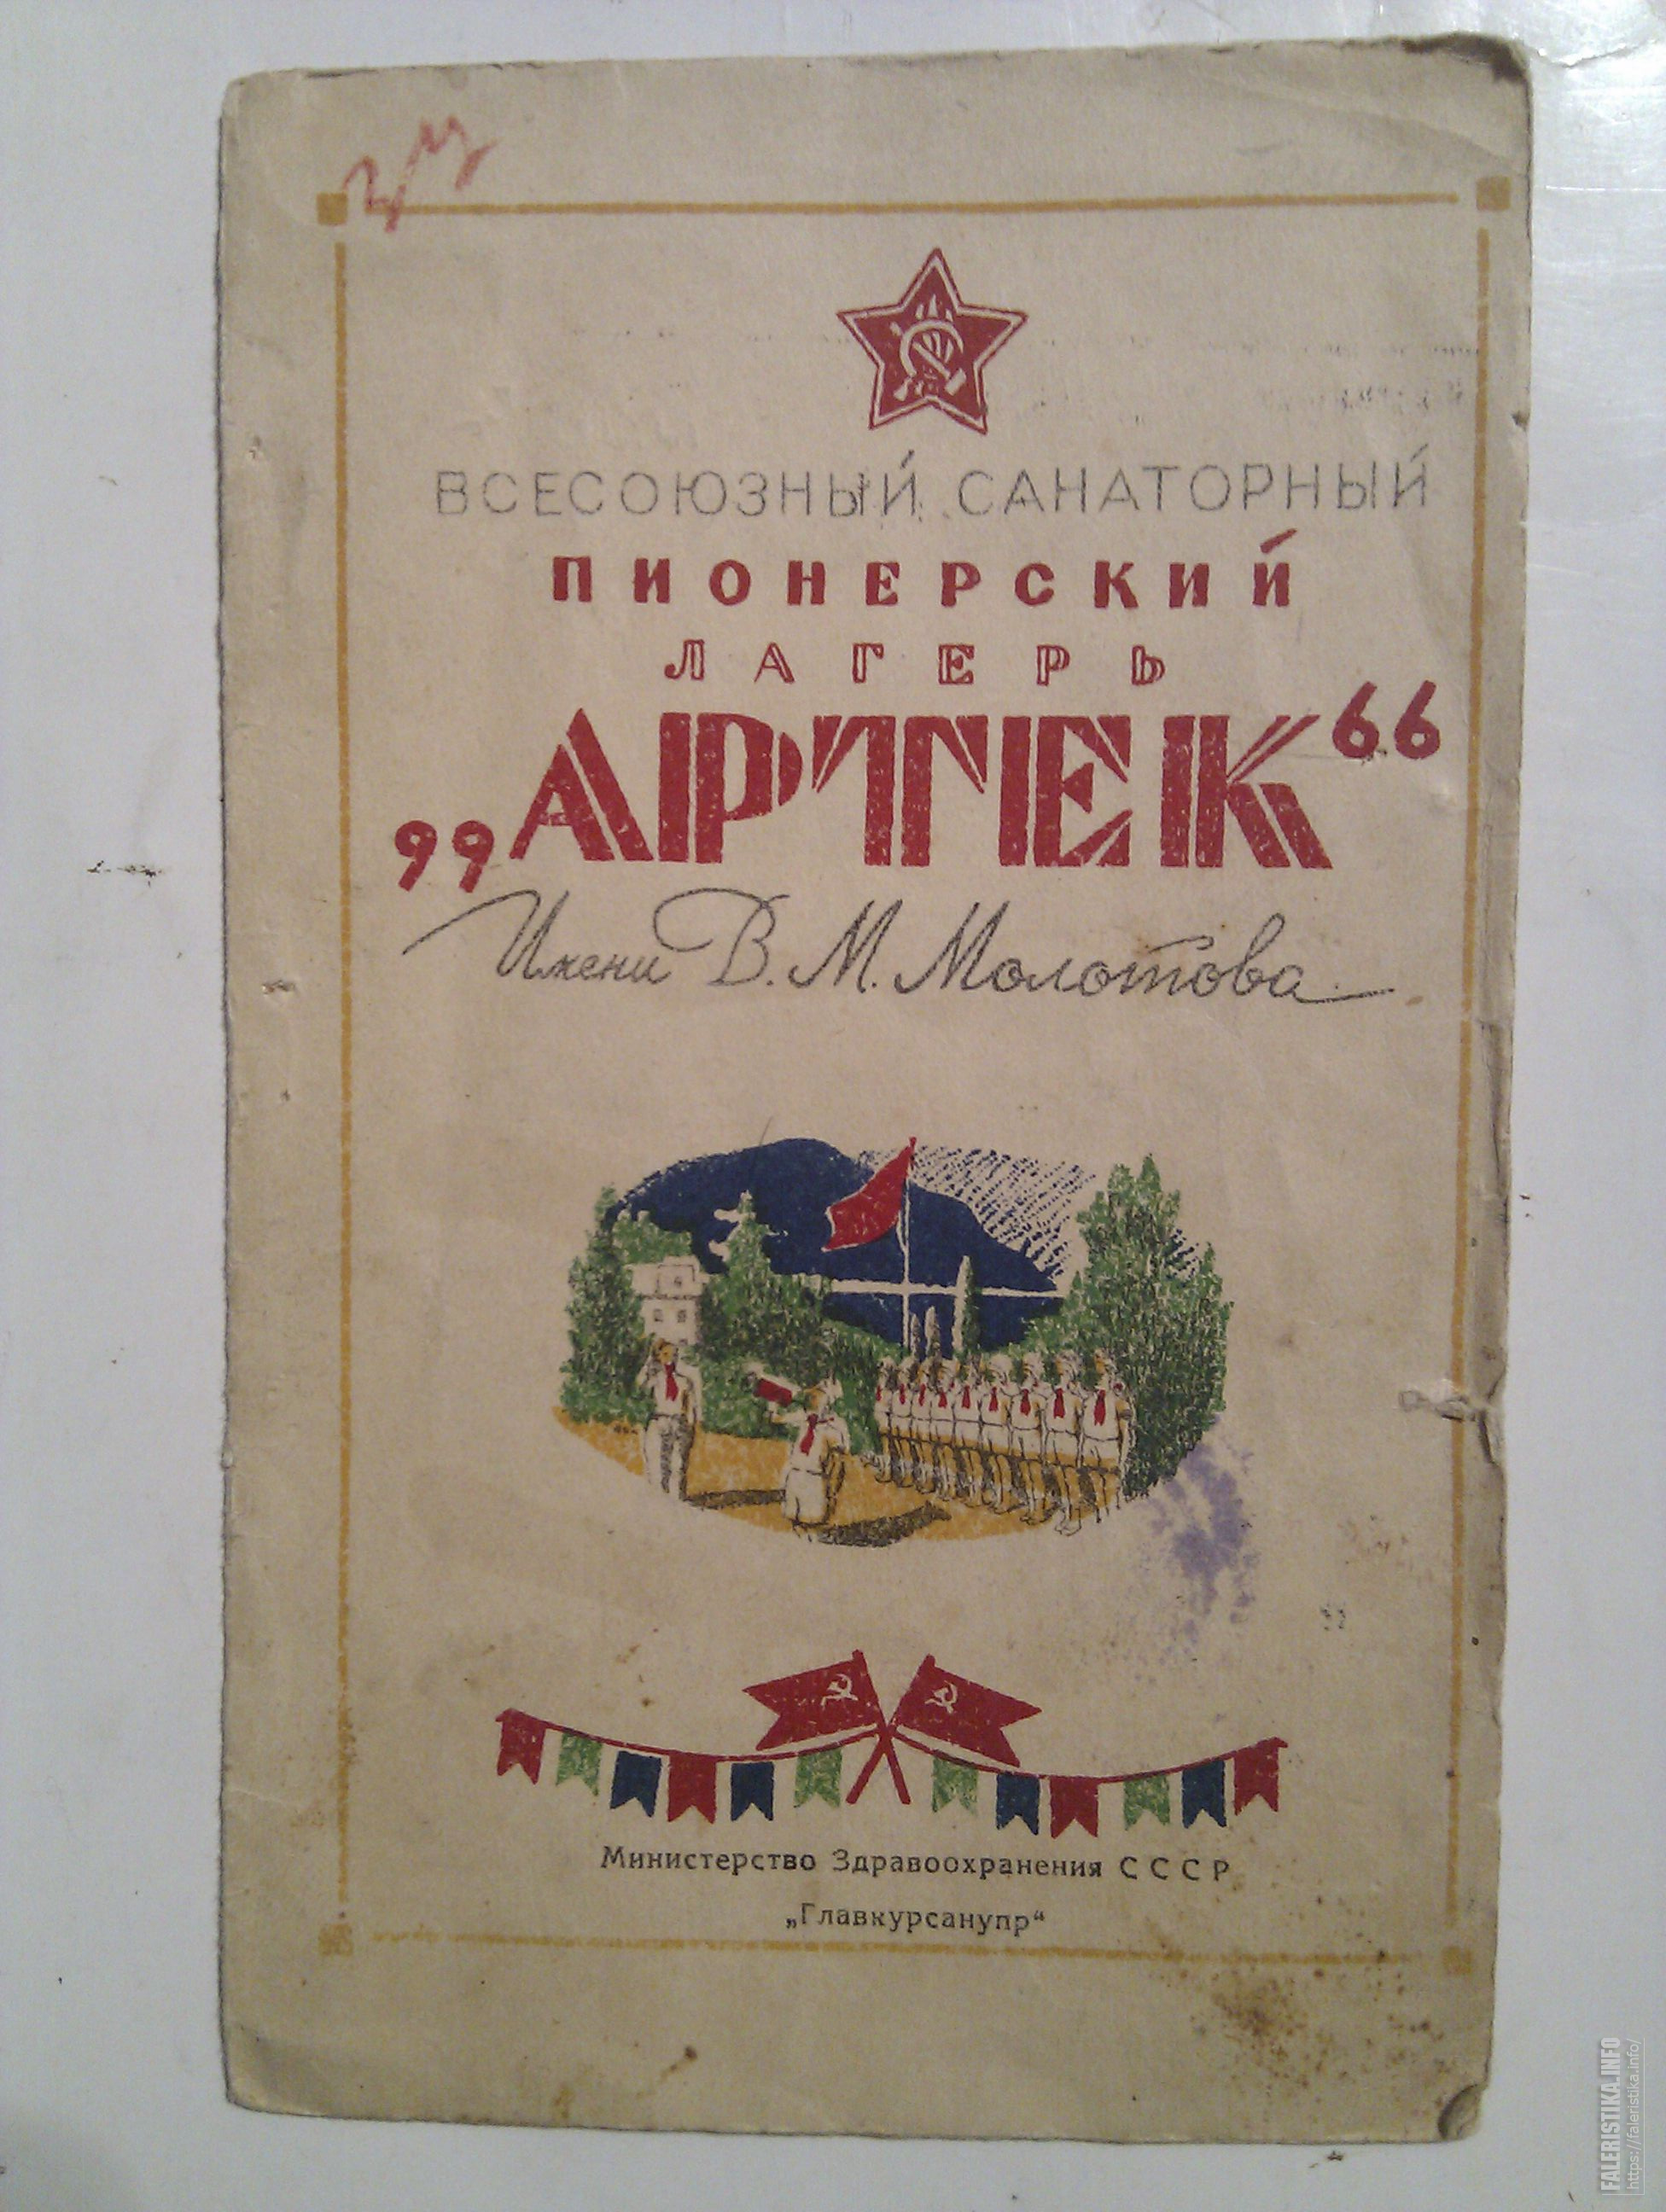 ВСЕСОЮЗНЫЙ САНАТОРНЫЙ
ПИОНЕРСКИЙ
ЛАГЕРЬ
„АРТЕК“
Имени В. М. Молотова
Министерство Здравоохранения СССР
„Главкурсанупр“
FALERISTIKA.INFO
https://faleristika.info/